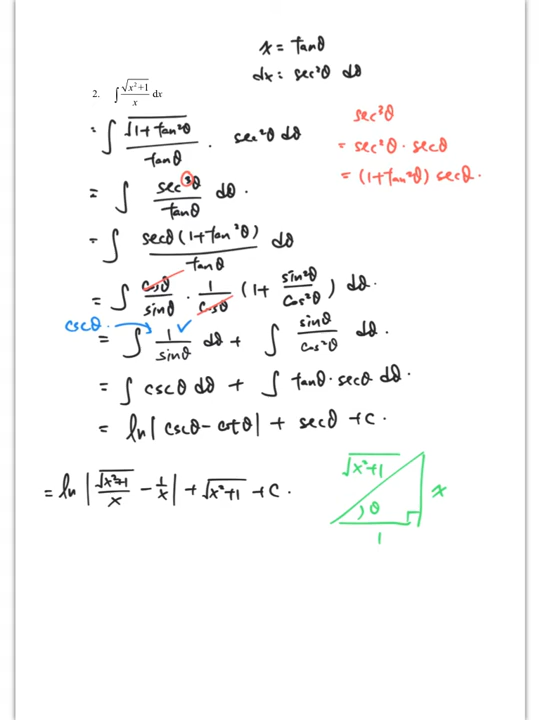 x = tanθ
dx = sec²θ dθ
2. ∫ √(x²+1)/x dx
= ∫ √(1+tan²θ)/tanθ · sec²θ dθ
sec³θ
= sec²θ · secθ
= (1+tan²θ) secθ.
= ∫ sec³θ/tanθ dθ.
= ∫ secθ(1+tan²θ)/tanθ dθ
= ∫ cosθ/sinθ · 1/cosθ (1+ sin²θ/cos²θ) dθ.
cscθ.
= ∫ 1/sinθ ✓ dθ + ∫ sinθ/cos²θ dθ.
= ∫ cscθ dθ + ∫ tanθ·secθ dθ.
= ln|cscθ - cotθ| + secθ + C.
= ln|√(x²+1)/x - 1/x| + √(x²+1) + C.
√(x²+1)
x
θ
1